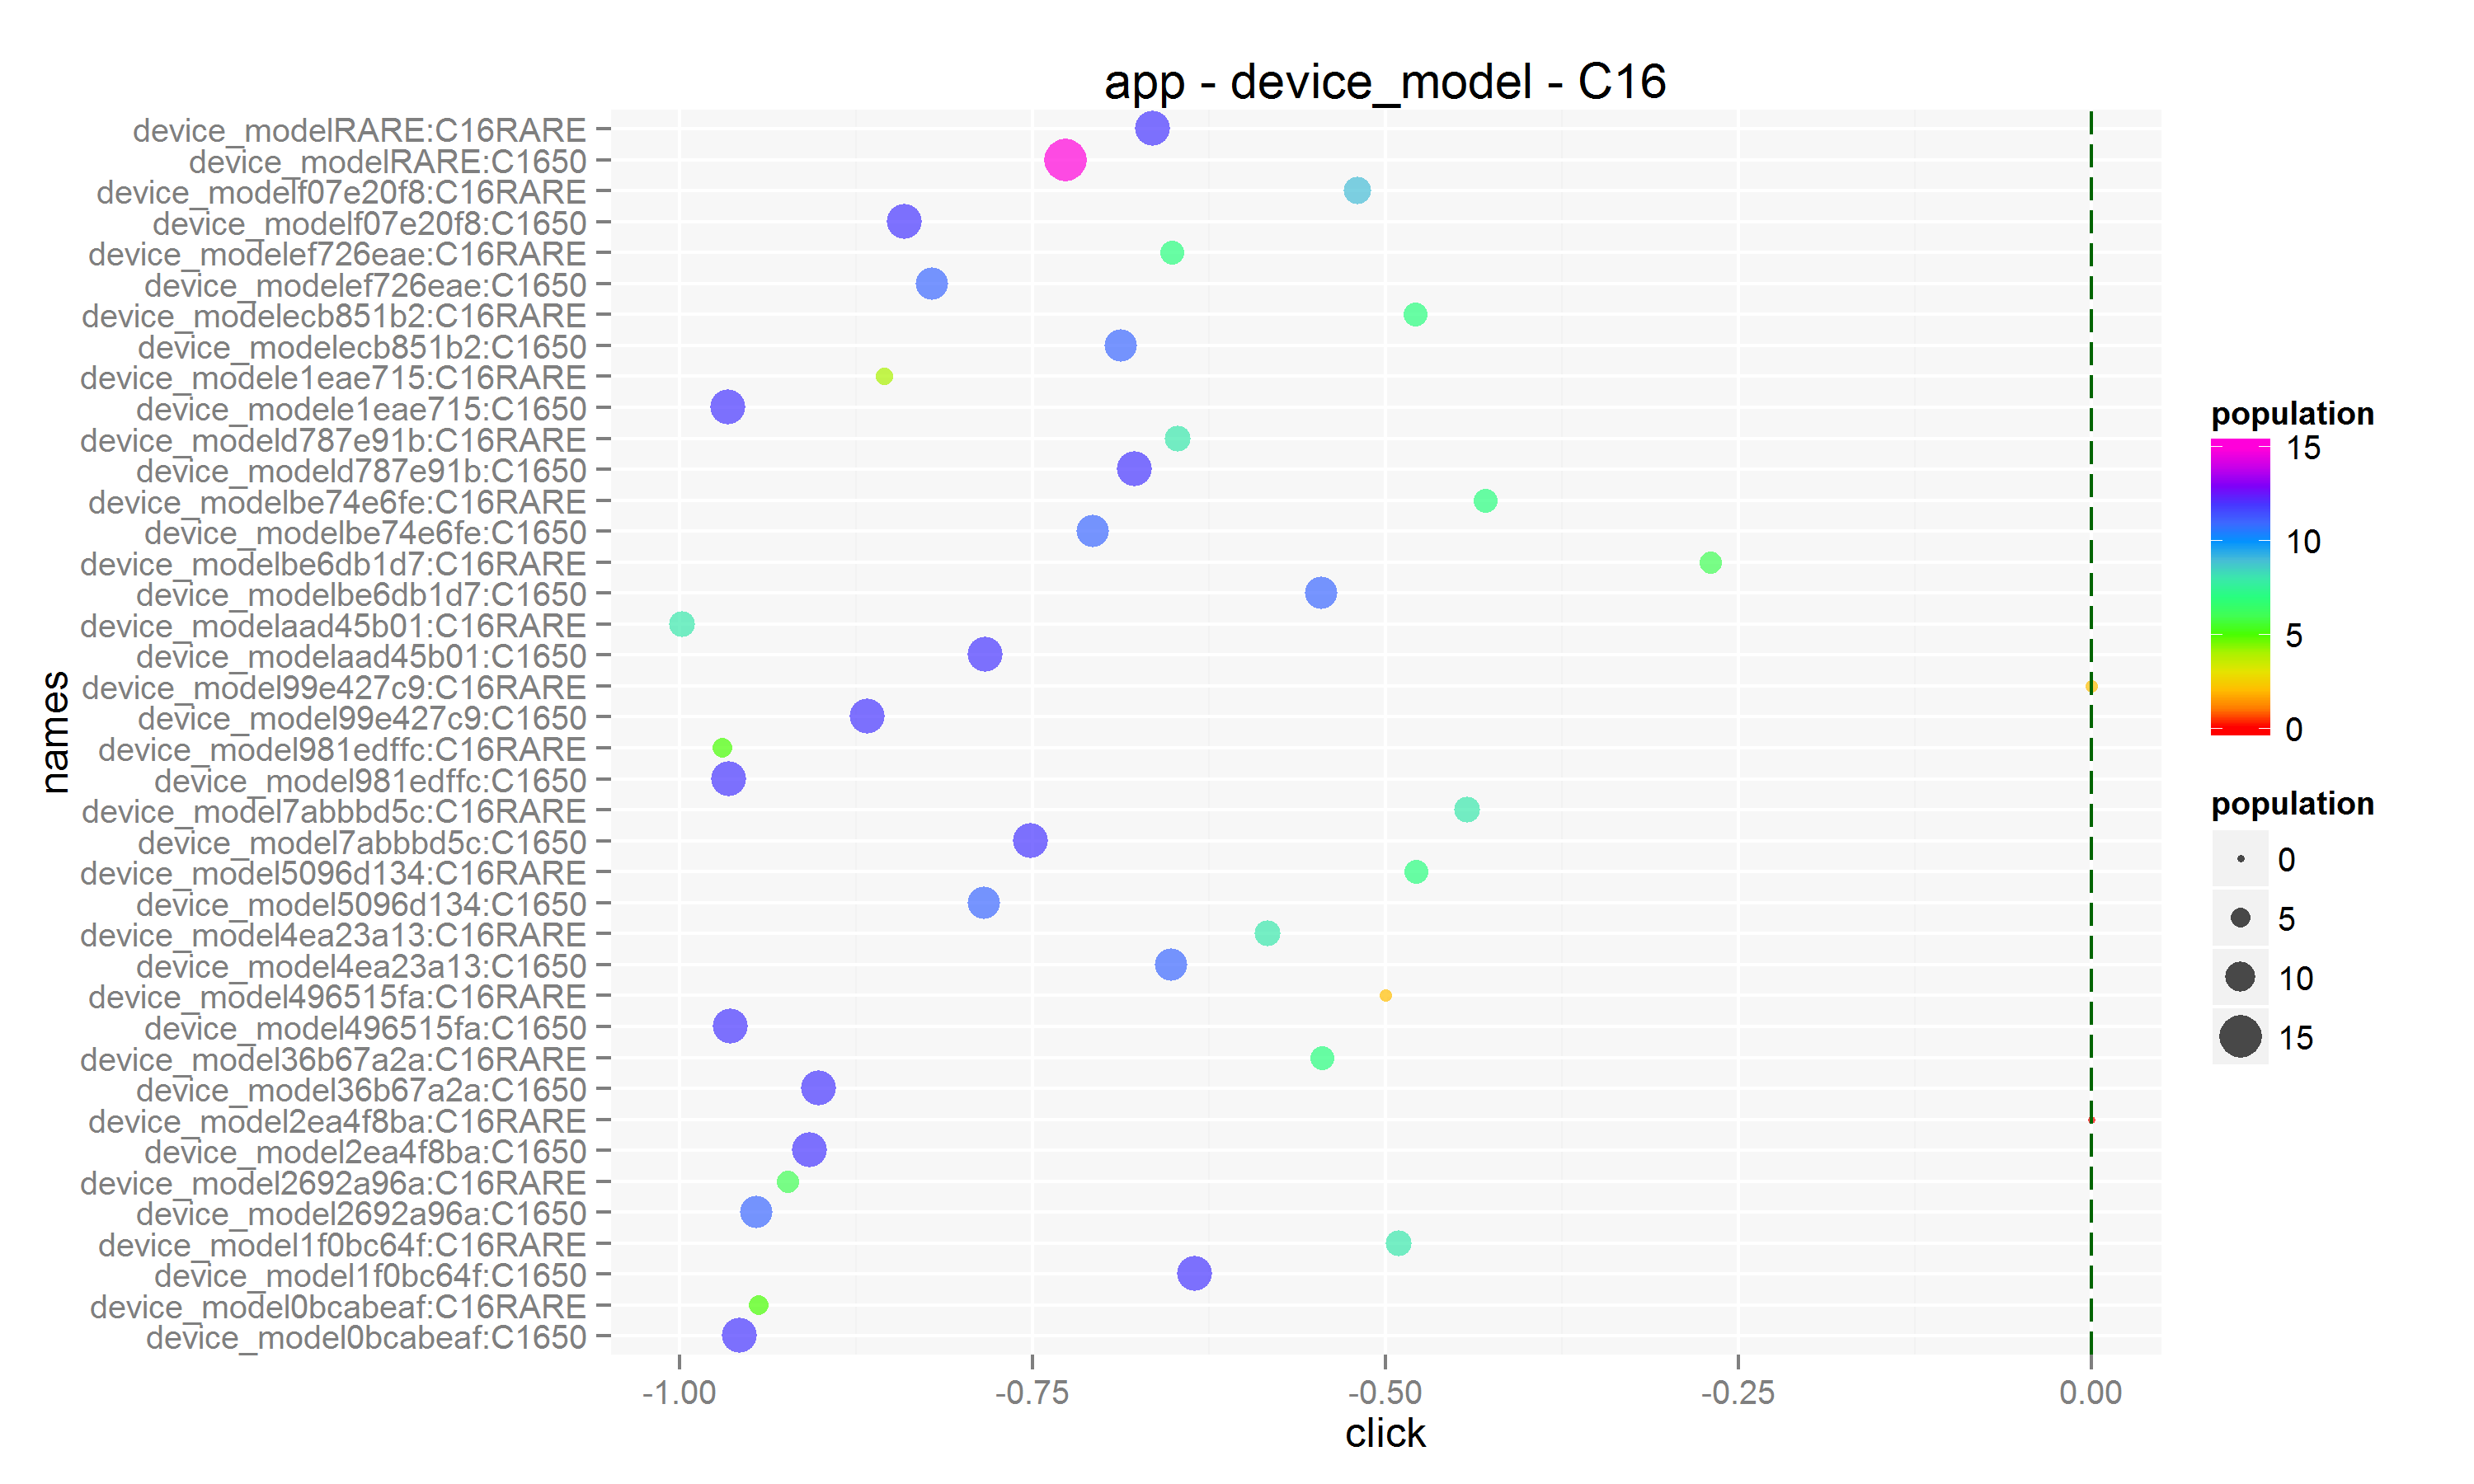 app - device_model - C16
device_modelRARE:C16RARE
device_modelRARE:C1650
device_modelf07e20f8:C16RARE
device_modelf07e20f8:C1650
device_modelef726eae:C16RARE
device_modelef726eae:C1650
device_modelecb851b2:C16RARE
device_modelecb851b2:C1650
device_modele1eae715:C16RARE
device_modele1eae715:C1650
device_modeld787e91b:C16RARE
device_modeld787e91b:C1650
device_modelbe74e6fe:C16RARE
device_modelbe74e6fe:C1650
device_modelbe6db1d7:C16RARE
device_modelbe6db1d7:C1650
device_modelaad45b01:C16RARE
device_modelaad45b01:C1650
device_model99e427c9:C16RARE
device_model99e427c9:C1650
device_model981edffc:C16RARE
device_model981edffc:C1650
device_model7abbbd5c:C16RARE
device_model7abbbd5c:C1650
device_model5096d134:C16RARE
device_model5096d134:C1650
device_model4ea23a13:C16RARE
device_model4ea23a13:C1650
device_model496515fa:C16RARE
device_model496515fa:C1650
device_model36b67a2a:C16RARE
device_model36b67a2a:C1650
device_model2ea4f8ba:C16RARE
device_model2ea4f8ba:C1650
device_model2692a96a:C16RARE
device_model2692a96a:C1650
device_model1f0bc64f:C16RARE
device_model1f0bc64f:C1650
device_model0bcabeaf:C16RARE
device_model0bcabeaf:C1650
names
-1.00 -0.75 -0.50 -0.25 0.00
click
population
15
10
5
0
population
0
5
10
15